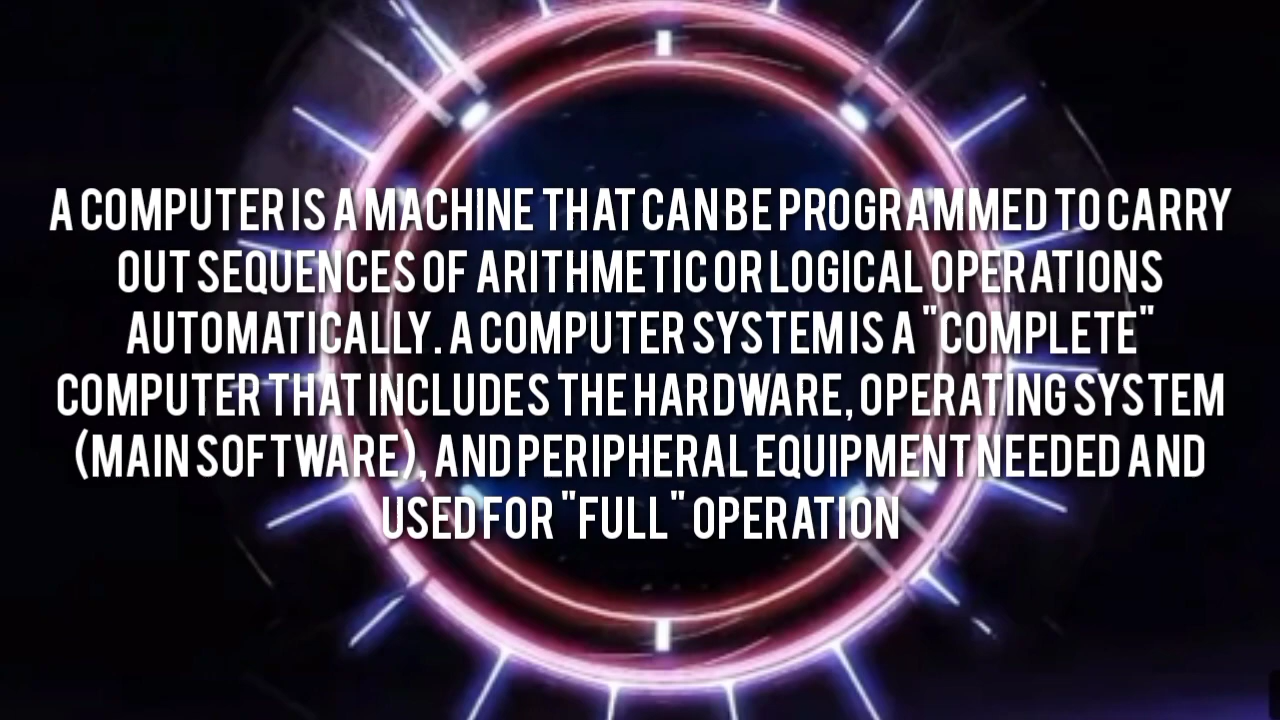 A COMPUTER IS A MACHINE THAT CAN BE PROGRAMMED TO CARRY
OUT SEQUENCES OF ARITHMETIC OR LOGICAL OPERATIONS
AUTOMATICALLY. A COMPUTER SYSTEM IS A "COMPLETE"
COMPUTER THAT INCLUDES THE HARDWARE, OPERATING SYSTEM
(MAIN SOFTWARE), AND PERIPHERAL EQUIPMENT NEEDED AND
USED FOR "FULL" OPERATION